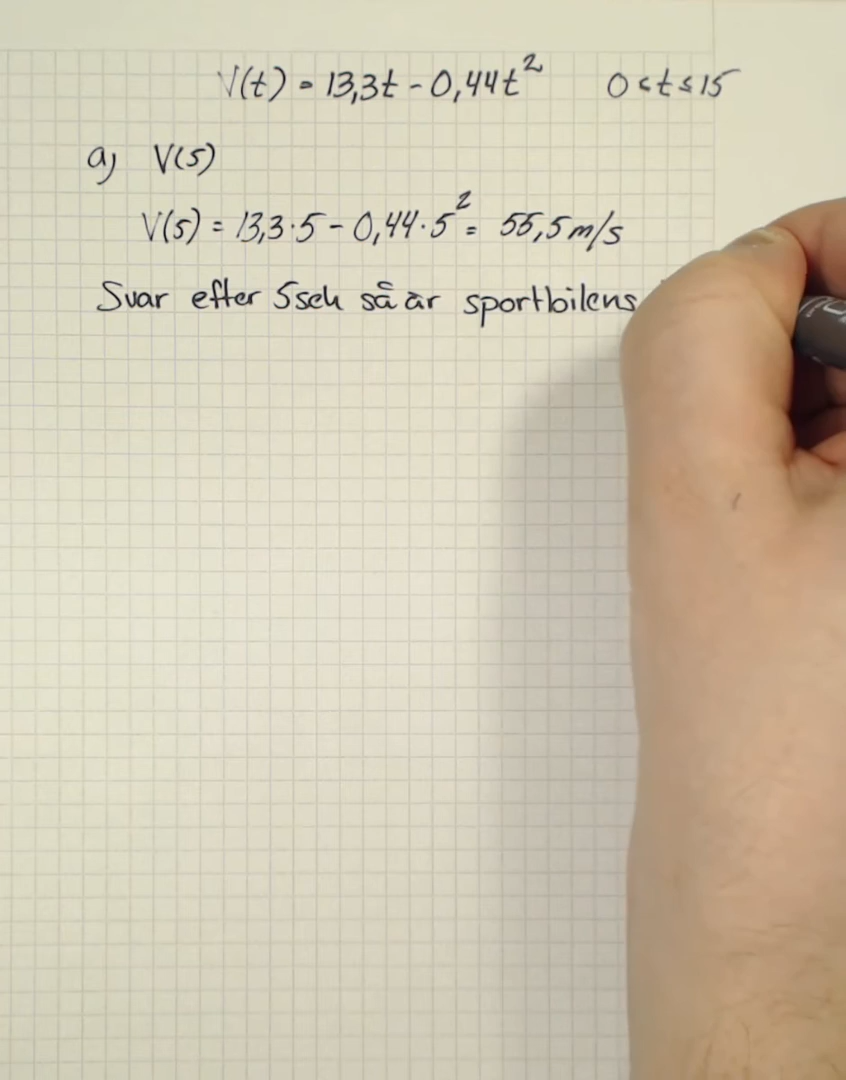 V(t) = 13,3t - 0,44t² 0 < t ≤ 15
a) V(5)
V(5) = 13,3·5 - 0,44·5² = 55,5 m/s
Svar efter 5sek så är sportbilens